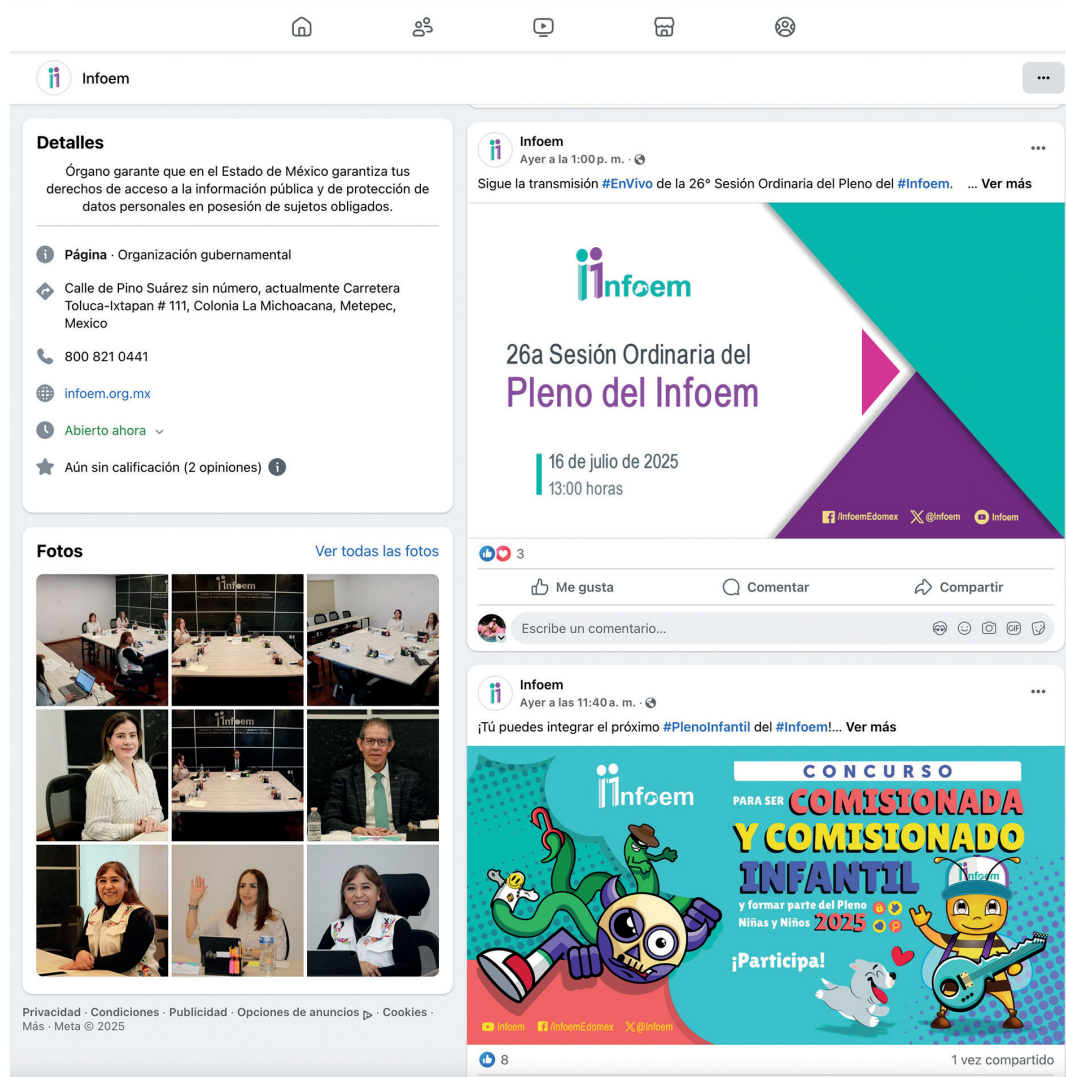 Infoem
Detalles
Órgano garante que en el Estado de México garantiza tus
derechos de acceso a la información pública y de protección de
datos personales en posesión de sujetos obligados.
Página · Organización gubernamental
Calle de Pino Suárez sin número, actualmente Carretera
Toluca-Ixtapan # 111, Colonia La Michoacana, Metepec,
Mexico
800 821 0441
infoem.org.mx
Abierto ahora
Aún sin calificación (2 opiniones)
Fotos
Ver todas las fotos
Infoem
Infoem
Privacidad · Condiciones · Publicidad · Opciones de anuncios · Cookies ·
Más · Meta © 2025
Infoem
Ayer a la 1:00 p. m. ·
Sigue la transmisión #EnVivo de la 26° Sesión Ordinaria del Pleno del #Infoem. ... Ver más
Infoem
26a Sesión Ordinaria del
Pleno del Infoem
16 de julio de 2025
13:00 horas
/InfoemEdomex @Infoem Infoem
3
Me gusta Comentar Compartir
Escribe un comentario...
GIF
Infoem
Ayer a las 11:40 a. m. ·
¡Tú puedes integrar el próximo #PlenoInfantil del #Infoem!... Ver más
Infoem
CONCURSO
PARA SER COMISIONADA
Y COMISIONADO
INFANTIL
y formar parte del Pleno
Niñas y Niños 2025
¡Participa!
infoem
Infoem /InfoemEdomex @Infoem
8
1 vez compartido